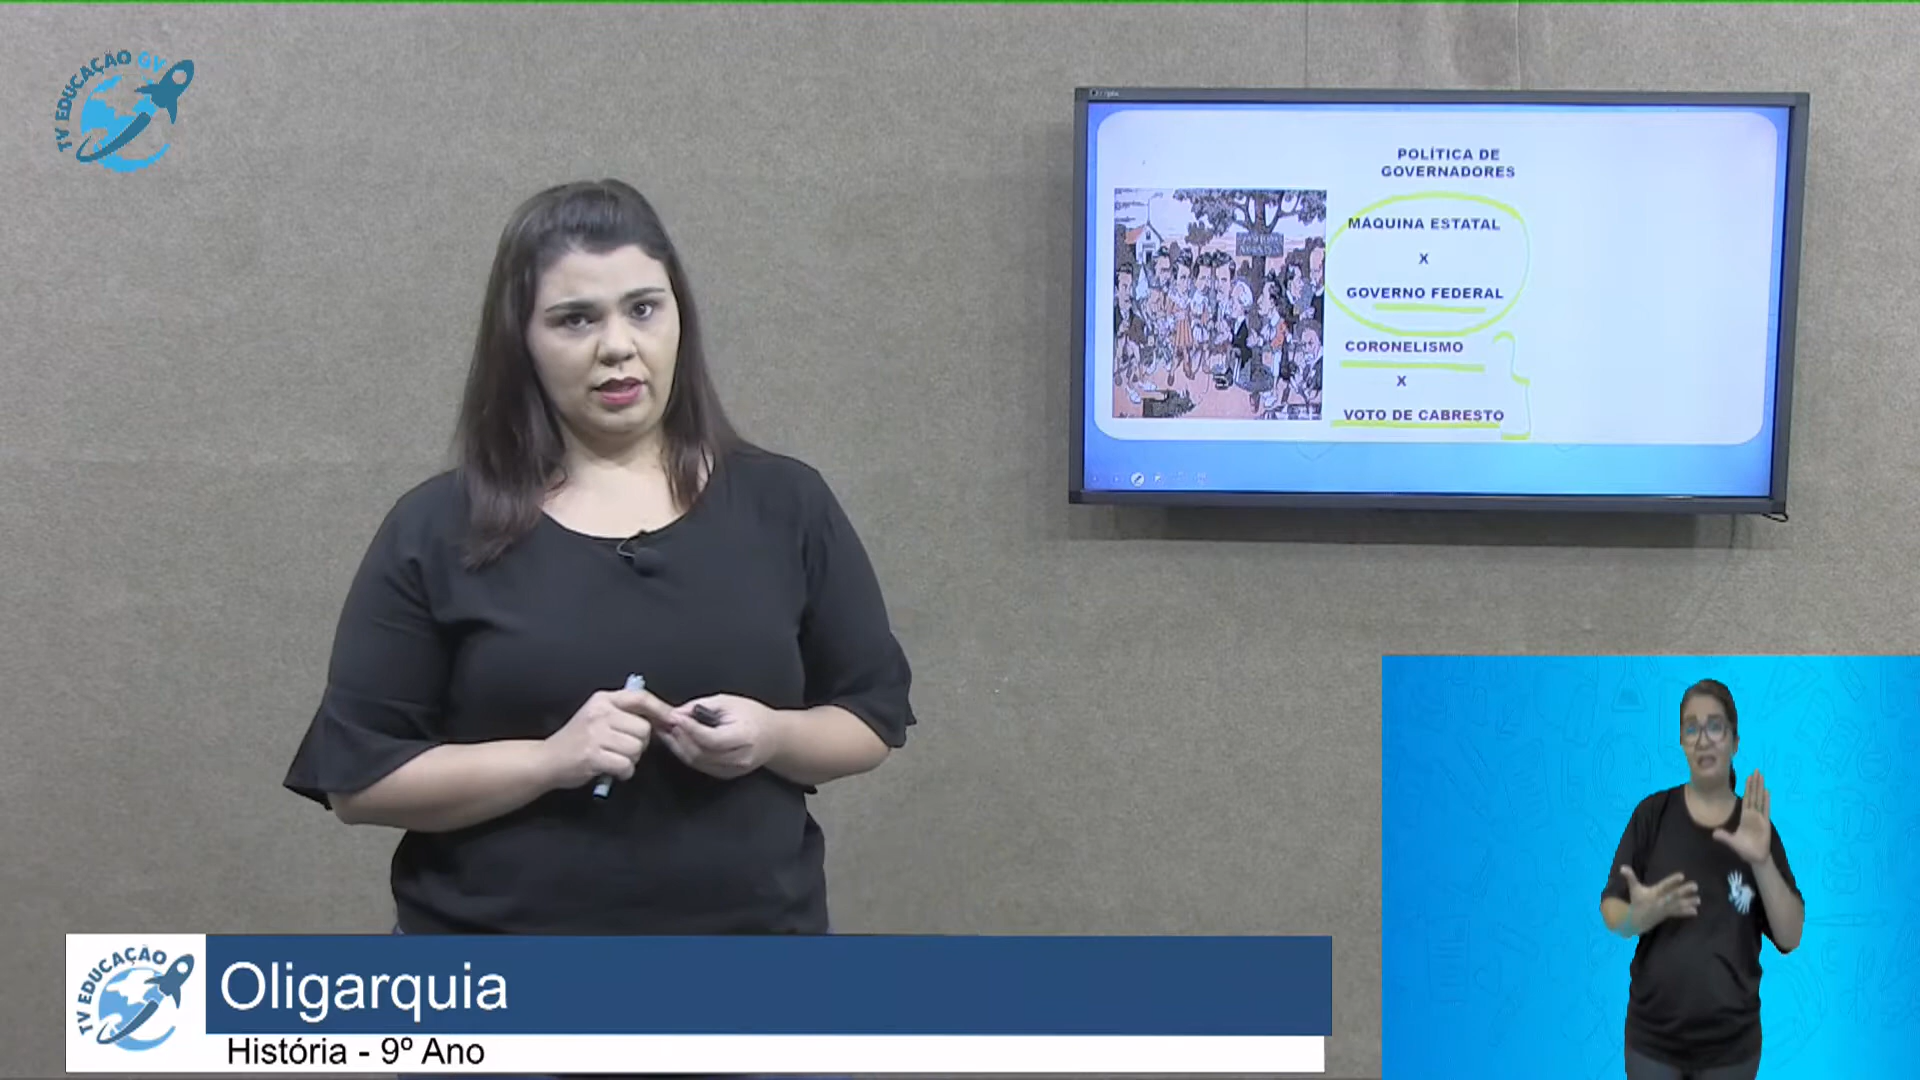 TV EDUCAÇÃO GV
POLÍTICA DE
GOVERNADORES
MÁQUINA ESTATAL
X
GOVERNO FEDERAL
CORONELISMO
X
VOTO DE CABRESTO
TV EDUCAÇÃO
Oligarquia
História - 9º Ano